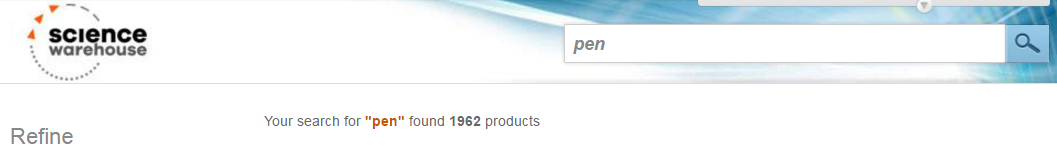 science
warehouse
pen
Your search for "pen" found 1962 products
Refine